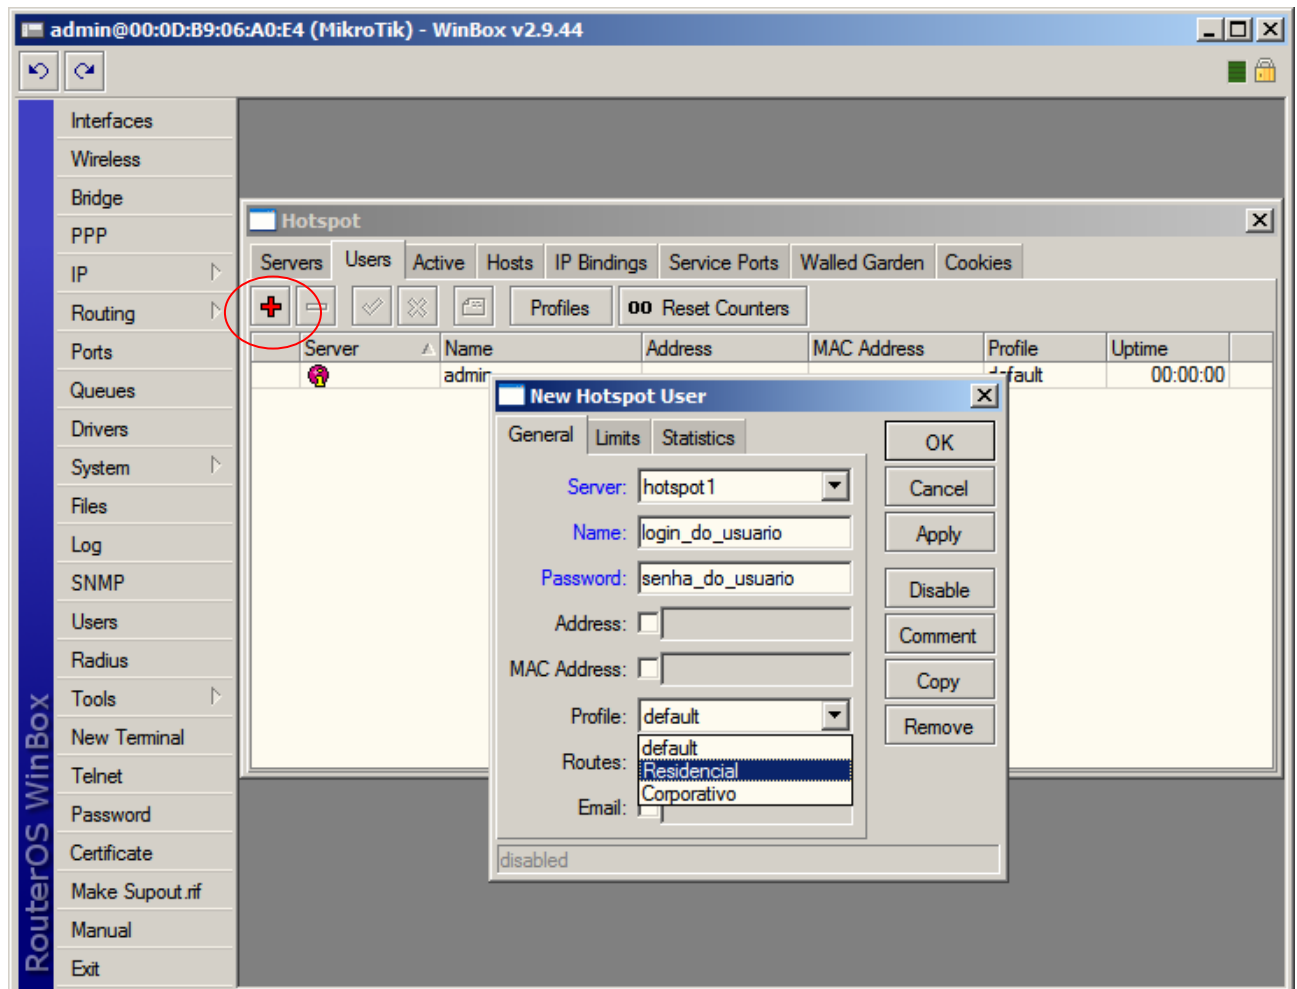 admin@00:0D:B9:06:A0:E4 (MikroTik) - WinBox v2.9.44
Interfaces
Wireless
Bridge
PPP
IP
Routing
Ports
Queues
Drivers
System
Files
Log
SNMP
Users
Radius
Tools
New Terminal
Telnet
Password
Certificate
Make Supout.rif
Manual
Exit
RouterOS WinBox
Hotspot
Servers Users Active Hosts IP Bindings Service Ports Walled Garden Cookies
Profiles 00 Reset Counters
Server Name Address MAC Address Profile Uptime
admin default 00:00:00
New Hotspot User
General Limits Statistics
Server: hotspot1
Name: login_do_usuario
Password: senha_do_usuario
Address:
MAC Address:
Profile: default
default
Routes: Residencial
Corporativo
Email:
disabled
OK
Cancel
Apply
Disable
Comment
Copy
Remove